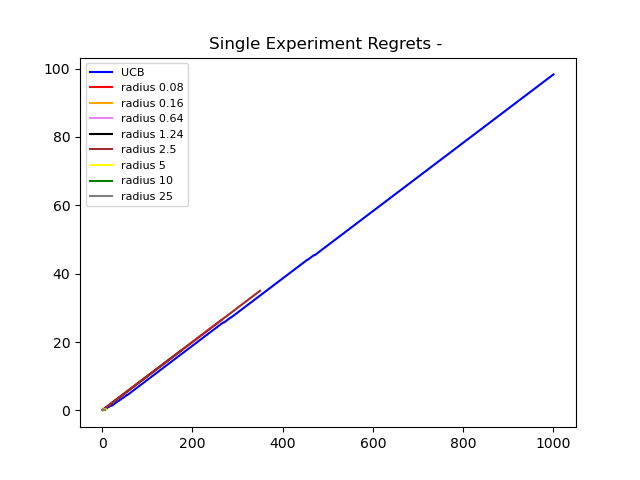 Single Experiment Regrets -
100
80
60
40
20
0
UCB
radius 0.08
radius 0.16
radius 0.64
radius 1.24
radius 2.5
radius 5
radius 10
radius 25
0 200 400 600 800 1000